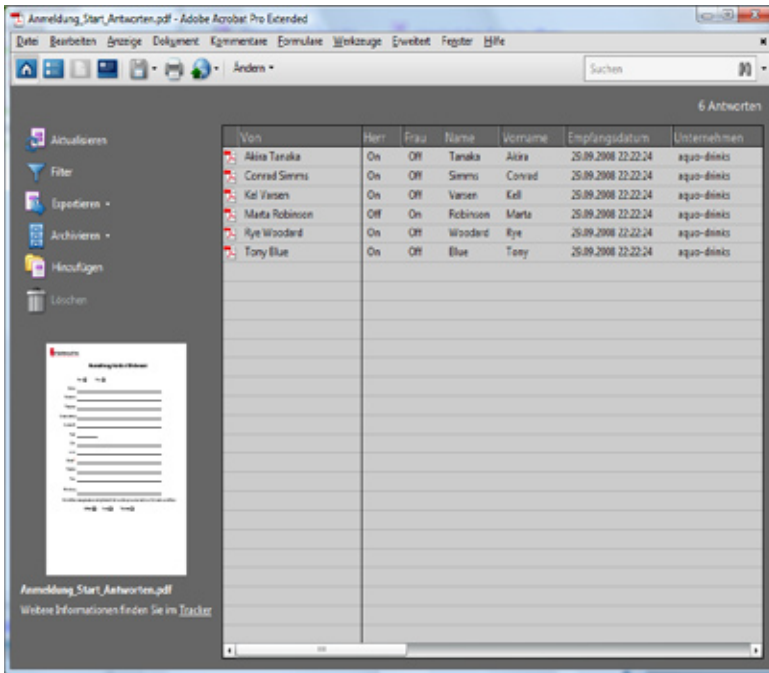 Anmeldung_Start_Antworten.pdf - Adobe Acrobat Pro Extended
Datei Bearbeiten Anzeige Dokument Kommentare Formulare Werkzeuge Erweitert Fenster Hilfe
Ändern
Suchen
6 Antworten
Aktualisieren
Filter
Exportieren
Archivieren
Hinzufügen
Löschen
Von Herr Frau Name Vorname Empfangsdatum Unternehmen
Akira Tanaka On Off Tanaka Akira 29.09.2008 22:22:24 aquo-drinks
Conrad Simms On Off Simms Conrad 29.09.2008 22:22:24 aquo-drinks
Kel Varsen On Off Varsen Kell 29.09.2008 22:22:24 aquo-drinks
Marta Robinson Off On Robinson Marta 29.09.2008 22:22:24 aquo-drinks
Rye Woodard On Off Woodard Rye 29.09.2008 22:22:24 aquo-drinks
Tony Blue On Off Blue Tony 29.09.2008 22:22:24 aquo-drinks
Anmeldung_Start_Antworten.pdf
Weitere Informationen finden Sie im Tracker